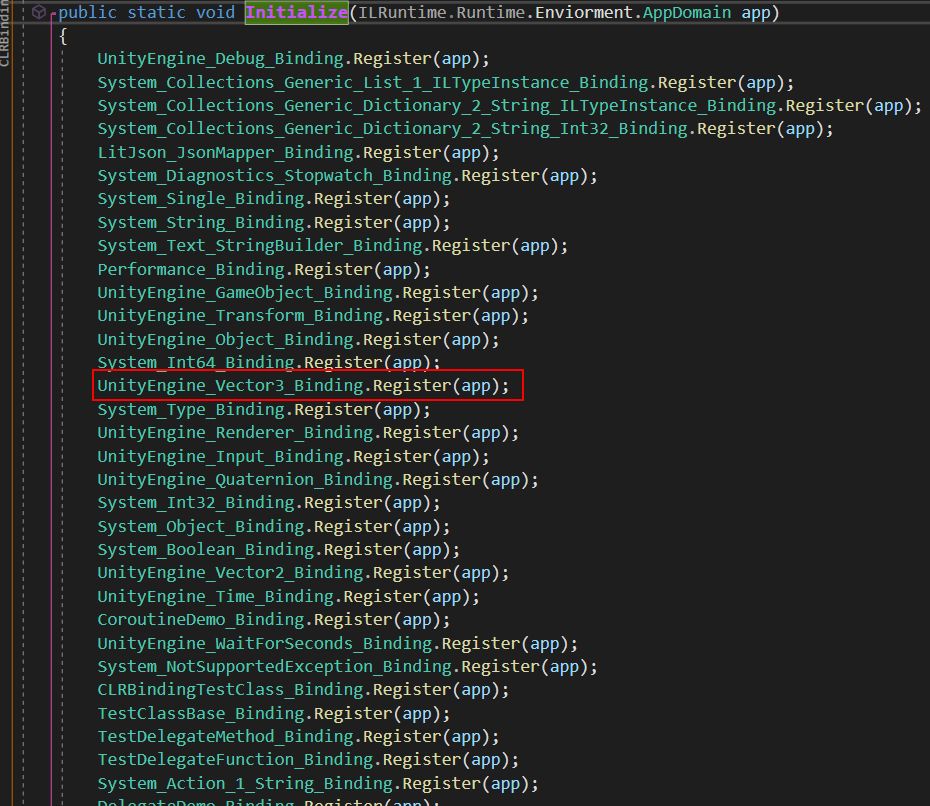 CLRBindin
public static void Initialize(ILRuntime.Runtime.Enviorment.AppDomain app)
{
UnityEngine_Debug_Binding.Register(app);
System_Collections_Generic_List_1_ILTypeInstance_Binding.Register(app);
System_Collections_Generic_Dictionary_2_String_ILTypeInstance_Binding.Register(app);
System_Collections_Generic_Dictionary_2_String_Int32_Binding.Register(app);
LitJson_JsonMapper_Binding.Register(app);
System_Diagnostics_Stopwatch_Binding.Register(app);
System_Single_Binding.Register(app);
System_String_Binding.Register(app);
System_Text_StringBuilder_Binding.Register(app);
Performance_Binding.Register(app);
UnityEngine_GameObject_Binding.Register(app);
UnityEngine_Transform_Binding.Register(app);
UnityEngine_Object_Binding.Register(app);
System_Int64_Binding.Register(app);
UnityEngine_Vector3_Binding.Register(app);
System_Type_Binding.Register(app);
UnityEngine_Renderer_Binding.Register(app);
UnityEngine_Input_Binding.Register(app);
UnityEngine_Quaternion_Binding.Register(app);
System_Int32_Binding.Register(app);
System_Object_Binding.Register(app);
System_Boolean_Binding.Register(app);
UnityEngine_Vector2_Binding.Register(app);
UnityEngine_Time_Binding.Register(app);
CoroutineDemo_Binding.Register(app);
UnityEngine_WaitForSeconds_Binding.Register(app);
System_NotSupportedException_Binding.Register(app);
CLRBindingTestClass_Binding.Register(app);
TestClassBase_Binding.Register(app);
TestDelegateMethod_Binding.Register(app);
TestDelegateFunction_Binding.Register(app);
System_Action_1_String_Binding.Register(app);
DelegateDemo_Binding.Register(app);